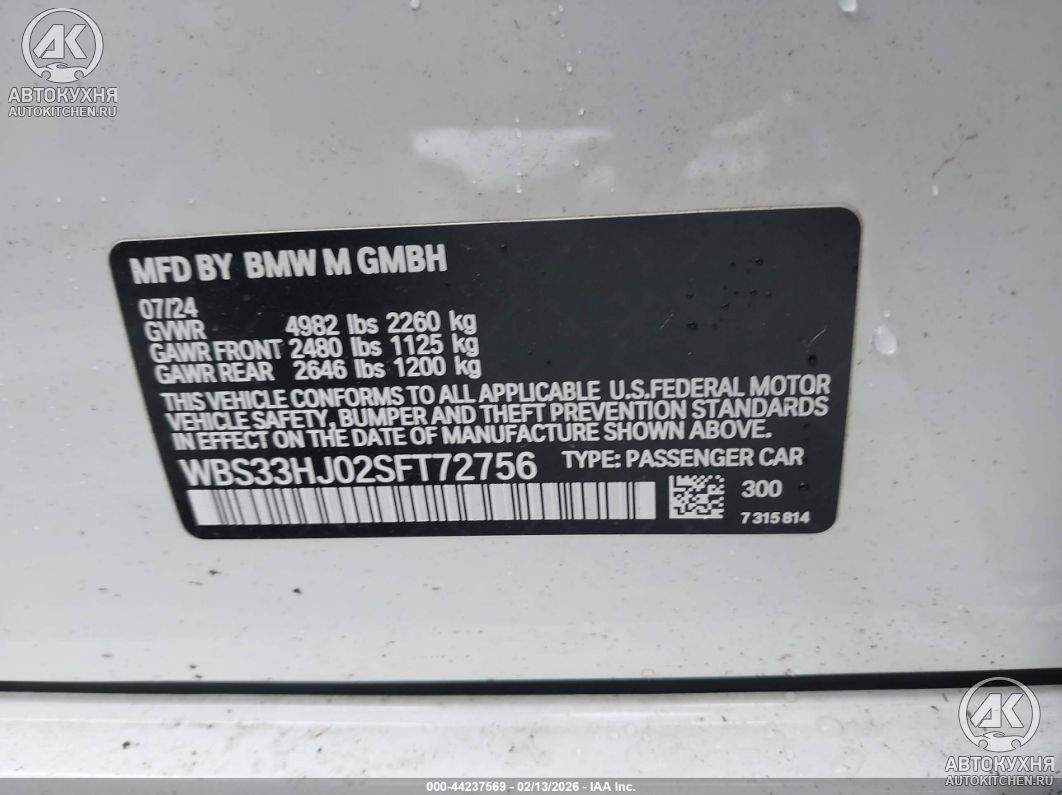 АК
АВТОКУХНЯ
AUTOKITCHEN.RU
MFD BY BMW M GMBH
07/24
GVWR 4982 lbs 2260 kg
GAWR FRONT 2480 lbs 1125 kg
GAWR REAR 2646 lbs 1200 kg
THIS VEHICLE CONFORMS TO ALL APPLICABLE U.S.FEDERAL MOTOR
VEHICLE SAFETY, BUMPER AND THEFT PREVENTION STANDARDS
IN EFFECT ON THE DATE OF MANUFACTURE SHOWN ABOVE.
WBS33HJ02SFT72756 TYPE: PASSENGER CAR
300
7 315 814
АК
АВТОКУХНЯ
AUTOKITCHEN.RU
000-44237569 - 02/13/2026 - IAA Inc.